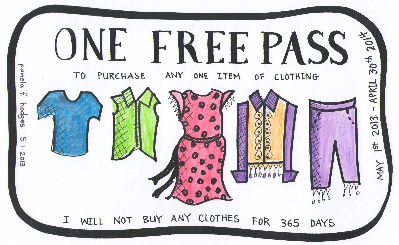 ONE FREE PASS
TO PURCHASE ANY ONE ITEM OF CLOTHING
pamela f. hodges 5 1 2013
MAY 1st 2013 - APRIL 30th 2014
I WILL NOT BUY ANY CLOTHES FOR 365 DAYS